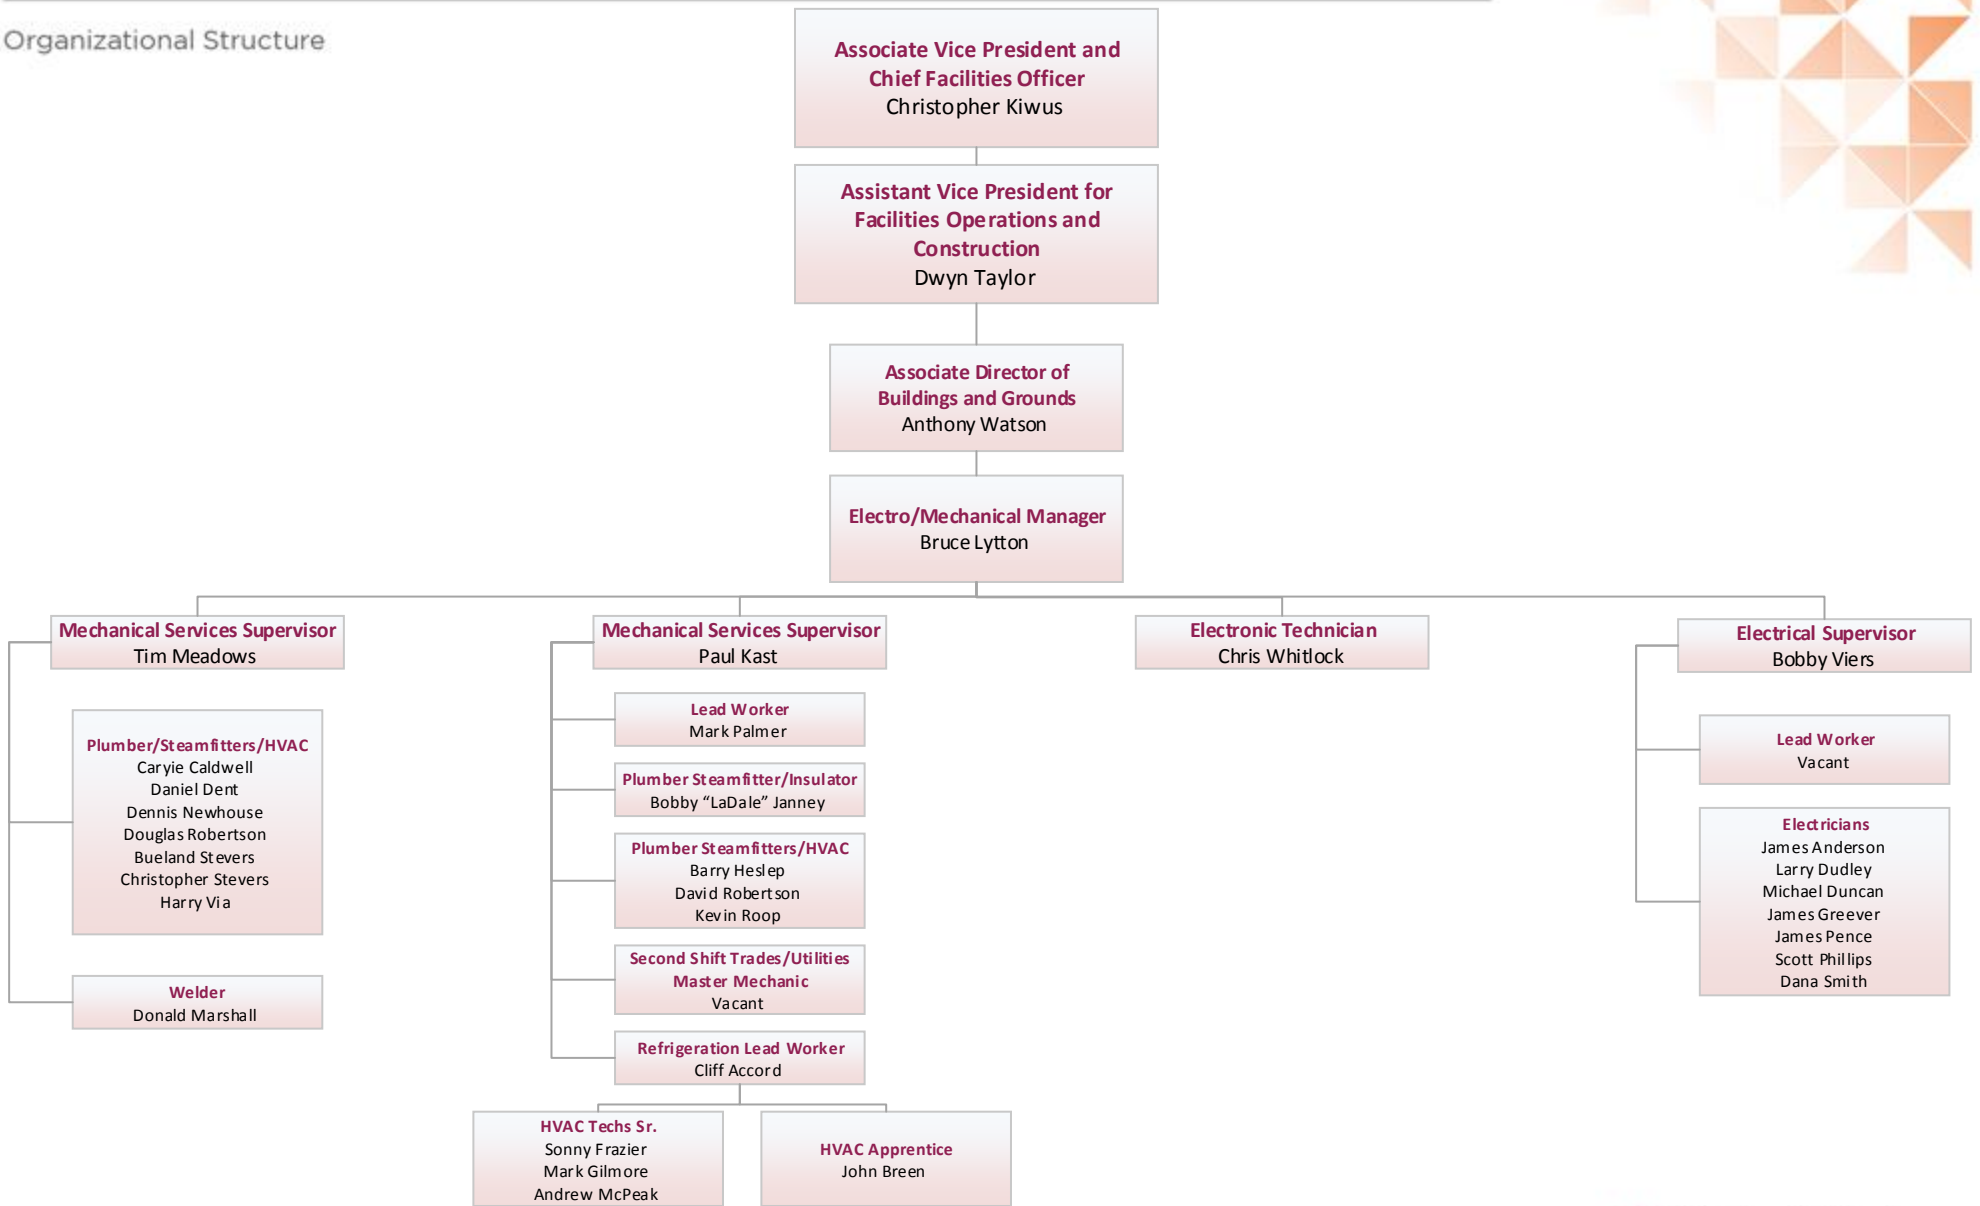 Organizational Structure
Associate Vice President and
Chief Facilities Officer
Christopher Kiwus
Assistant Vice President for
Facilities Operations and
Construction
Dwyn Taylor
Associate Director of
Buildings and Grounds
Anthony Watson
Electro/Mechanical Manager
Bruce Lytton
Mechanical Services Supervisor
Tim Meadows
Plumber/Steamfitters/HVAC
Caryie Caldwell
Daniel Dent
Dennis Newhouse
Douglas Robertson
Bueland Stevers
Christopher Stevers
Harry Via
Welder
Donald Marshall
Mechanical Services Supervisor
Paul Kast
Lead Worker
Mark Palmer
Plumber Steamfitter/Insulator
Bobby “LaDale” Janney
Plumber Steamfitters/HVAC
Barry Heslep
David Robertson
Kevin Roop
Second Shift Trades/Utilities
Master Mechanic
Vacant
Refrigeration Lead Worker
Cliff Accord
HVAC Techs Sr.
Sonny Frazier
Mark Gilmore
Andrew McPeak
HVAC Apprentice
John Breen
Electronic Technician
Chris Whitlock
Electrical Supervisor
Bobby Viers
Lead Worker
Vacant
Electricians
James Anderson
Larry Dudley
Michael Duncan
James Greever
James Pence
Scott Phillips
Dana Smith